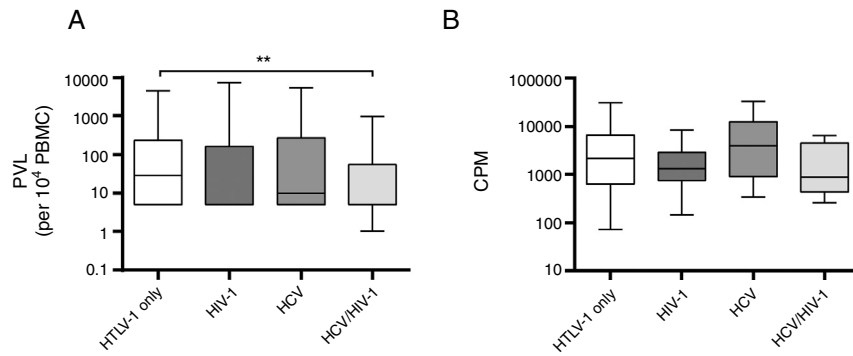 A
**
10000
1000
100
10
1
0.1
PVL
(per 10⁴ PBMC)
HTLV-1 only
HIV-1
HCV
HCV/HIV-1
B
100000
10000
1000
100
10
CPM
HTLV-1 only
HIV-1
HCV
HCV/HIV-1